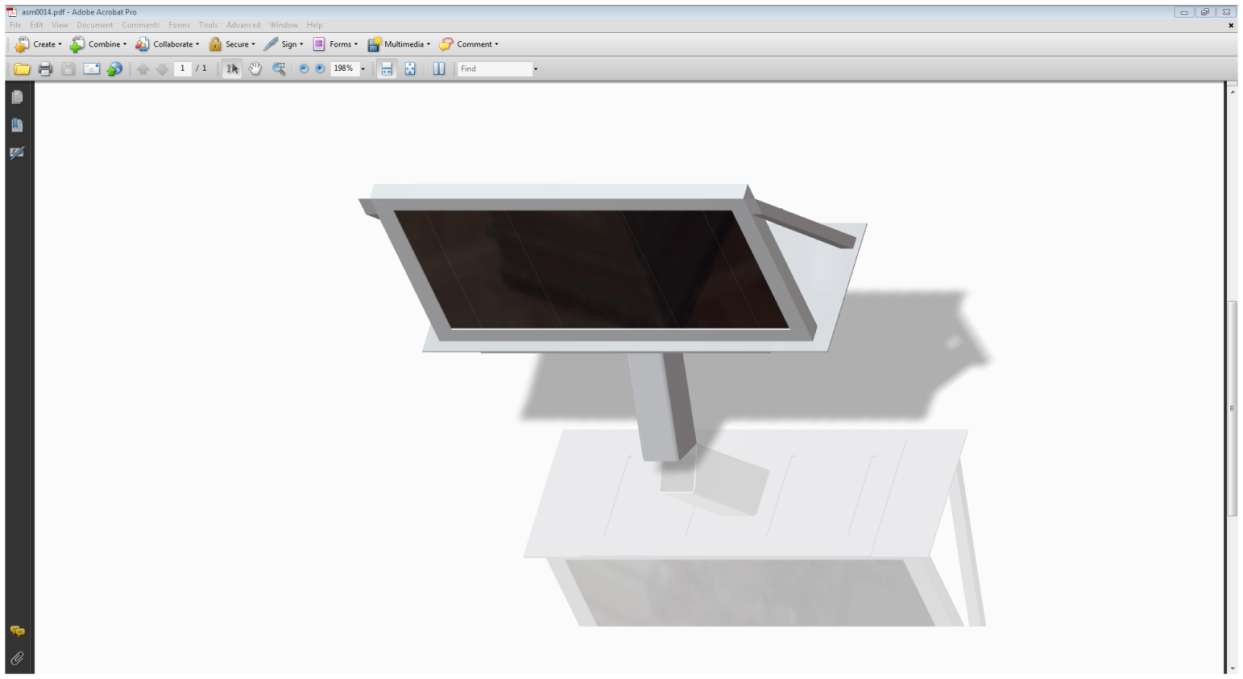 asm0014.pdf - Adobe Acrobat Pro
File Edit View Document Comments Forms Tools Advanced Window Help
Create Combine Collaborate Secure Sign Forms Multimedia Comment
1 / 1 198% Find